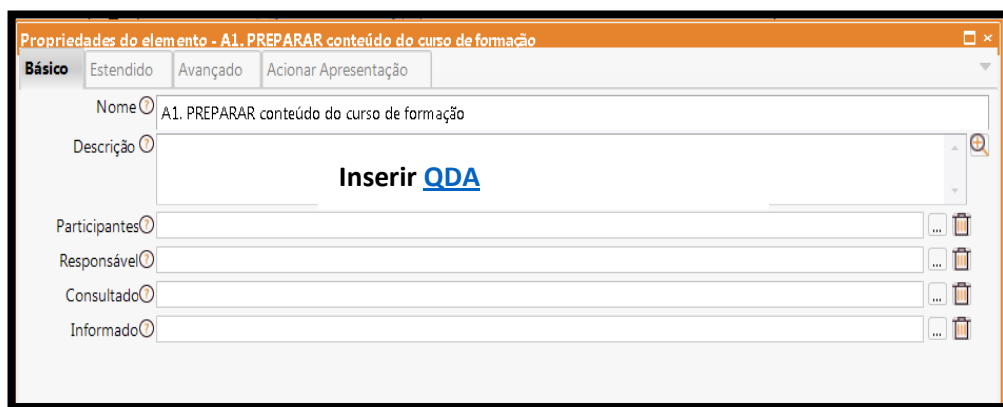 Propriedades do elemento - A1. PREPARAR conteúdo do curso de formação
Básico Estendido Avançado Acionar Apresentação
Nome A1. PREPARAR conteúdo do curso de formação
Descrição
Inserir QDA
Participantes ...
Responsável ...
Consultado ...
Informado ...